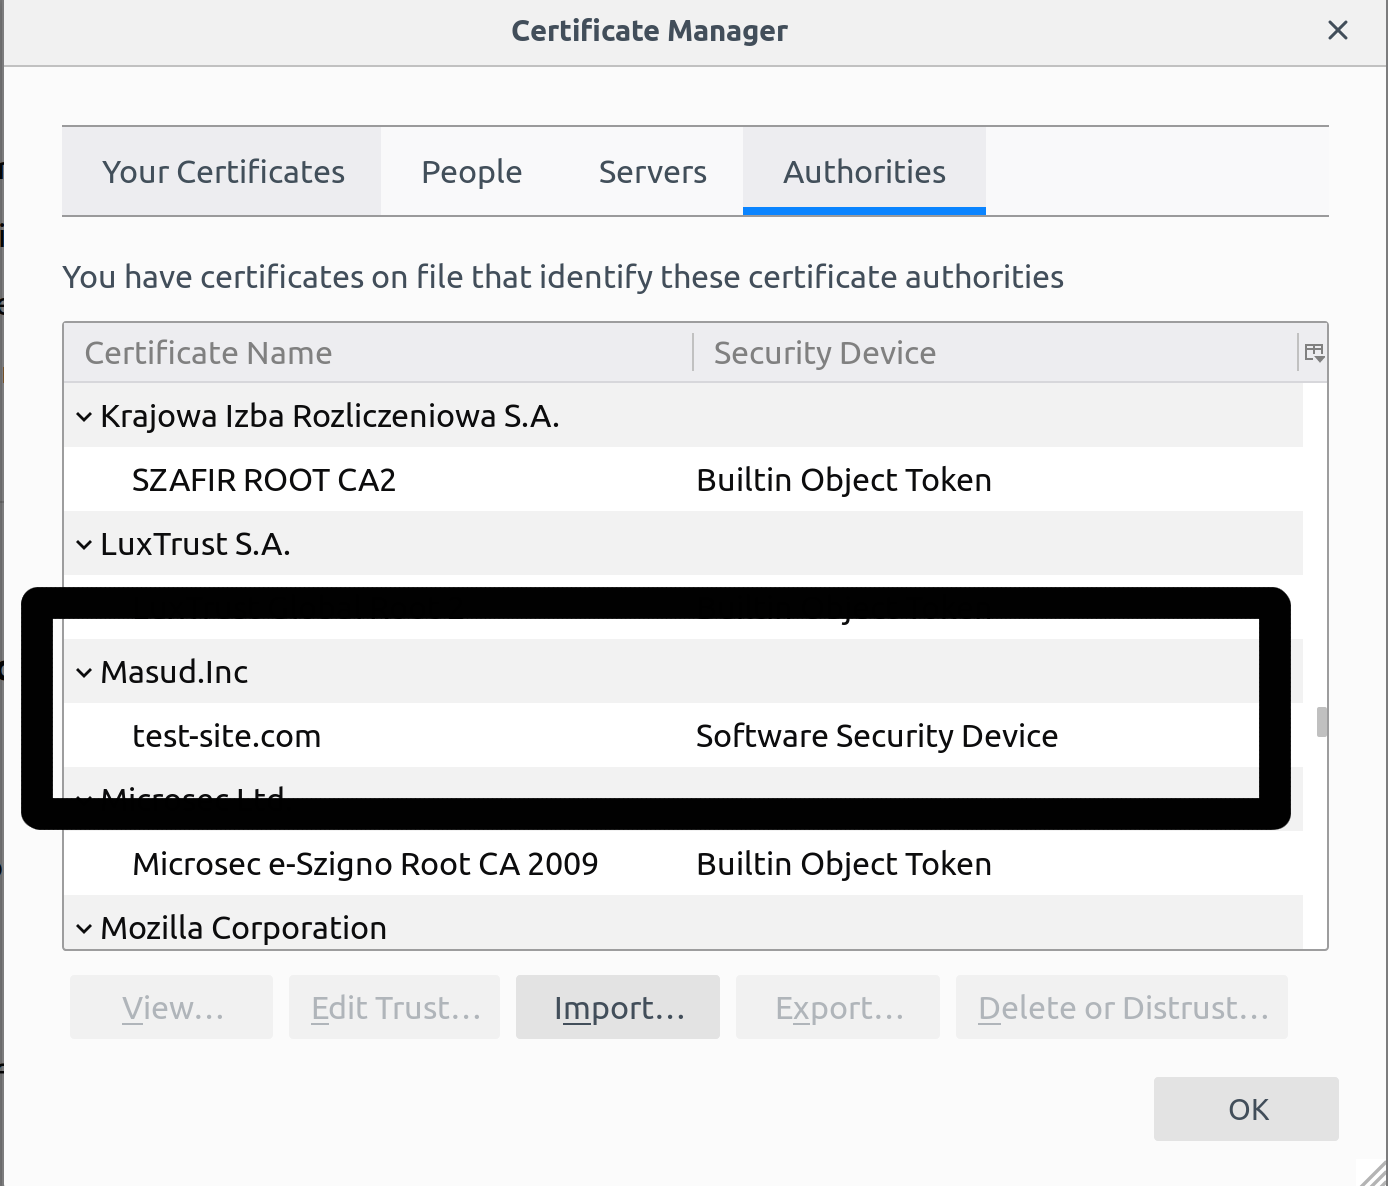 Certificate Manager
Your Certificates People Servers Authorities
You have certificates on file that identify these certificate authorities
Certificate Name Security Device
Krajowa Izba Rozliczeniowa S.A.
SZAFIR ROOT CA2 Builtin Object Token
LuxTrust S.A.
Masud.Inc
test-site.com Software Security Device
Microsec Ltd.
Microsec e-Szigno Root CA 2009 Builtin Object Token
Mozilla Corporation
View… Edit Trust… Import… Export… Delete or Distrust…
OK